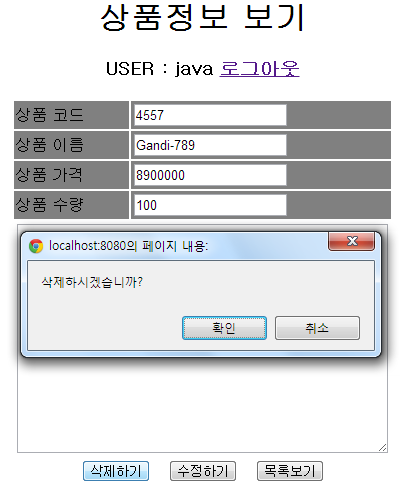 상품정보 보기
USER : java 로그아웃
상품 코드 4557
상품 이름 Gandi-789
상품 가격 8900000
상품 수량 100
localhost:8080의 페이지 내용:
삭제하시겠습니까?
확인 취소
삭제하기 수정하기 목록보기